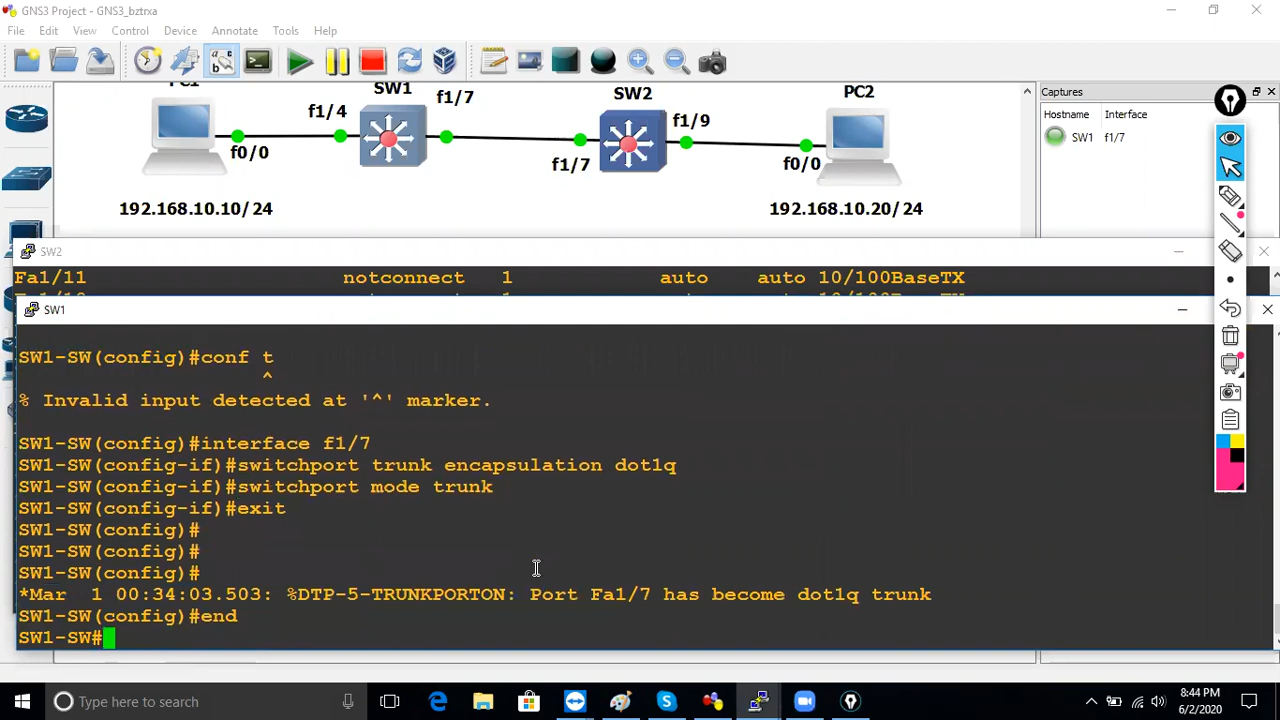 GNS3 - GNS3_bztrxa
File Edit View Control Device Annotate Tools Help
PC1
SW1
SW2
PC2
f0/0
f1/4
f1/7
f1/7
f1/9
f0/0
192.168.10.10/24
192.168.10.20/24
Captures
Hostname Interface
SW1 f1/7
SW2
Fa1/11 notconnect 1 auto auto 10/100BaseTX
SW1
SW1-SW(config)#conf t
^
% Invalid input detected at '^' marker.
SW1-SW(config)#interface f1/7
SW1-SW(config-if)#switchport trunk encapsulation dot1q
SW1-SW(config-if)#switchport mode trunk
SW1-SW(config-if)#exit
SW1-SW(config)#
SW1-SW(config)#
SW1-SW(config)#
*Mar 1 00:34:03.503: %DTP-5-TRUNKPORTON: Port Fa1/7 has become dot1q trunk
SW1-SW(config)#end
SW1-SW#
Type here to search
8:44 PM
6/2/2020